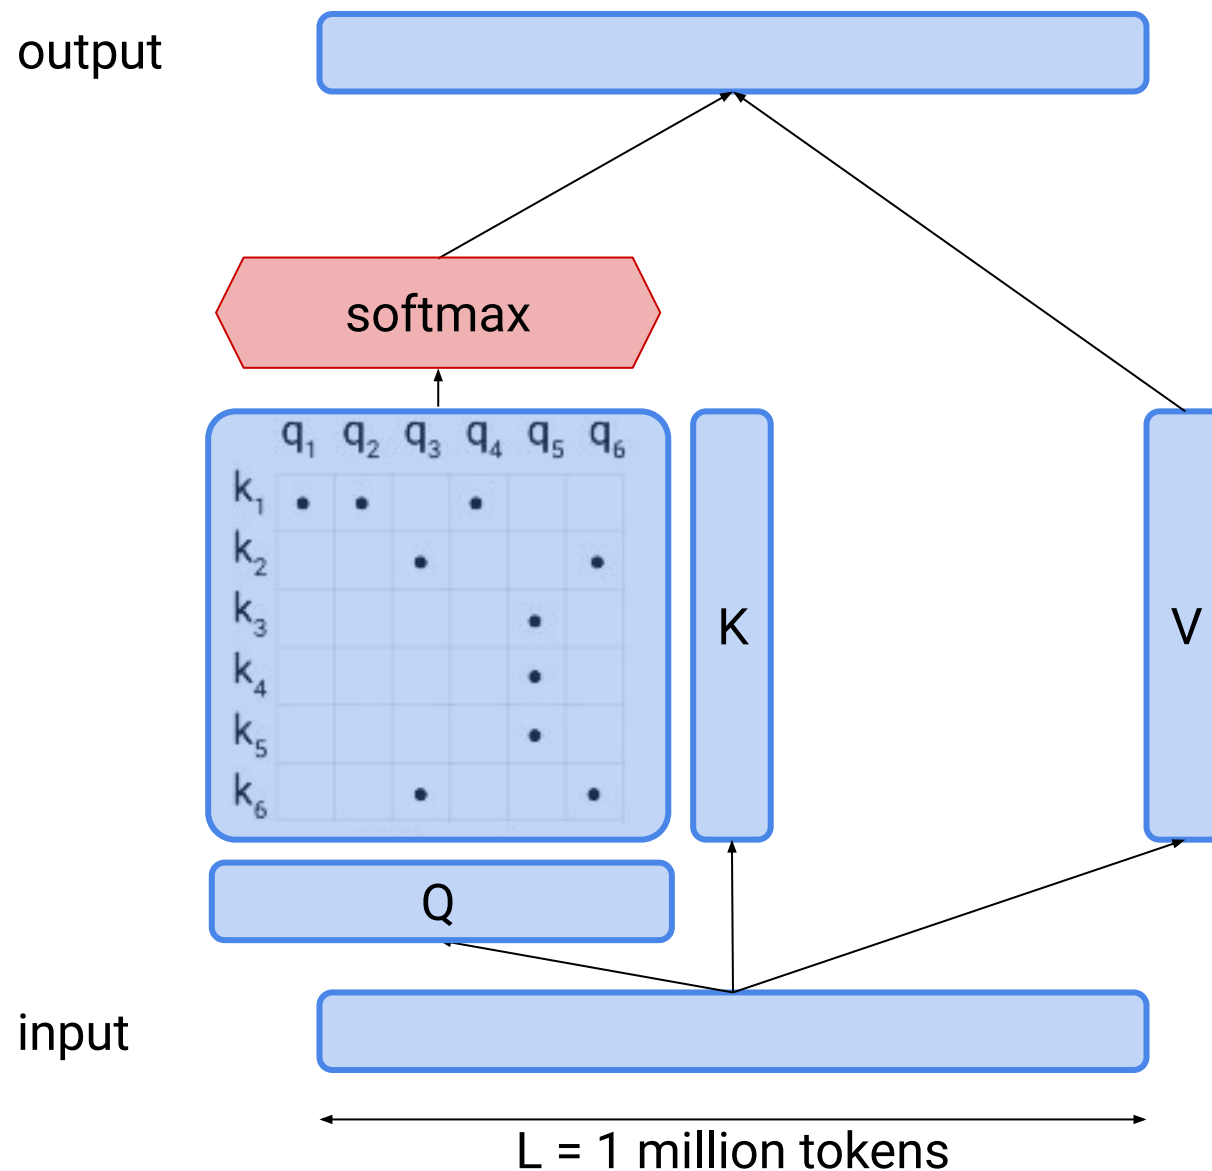 output
softmax
q1 q2 q3 q4 q5 q6
k1
k2
k3
k4
k5
k6
K
V
Q
input
L = 1 million tokens